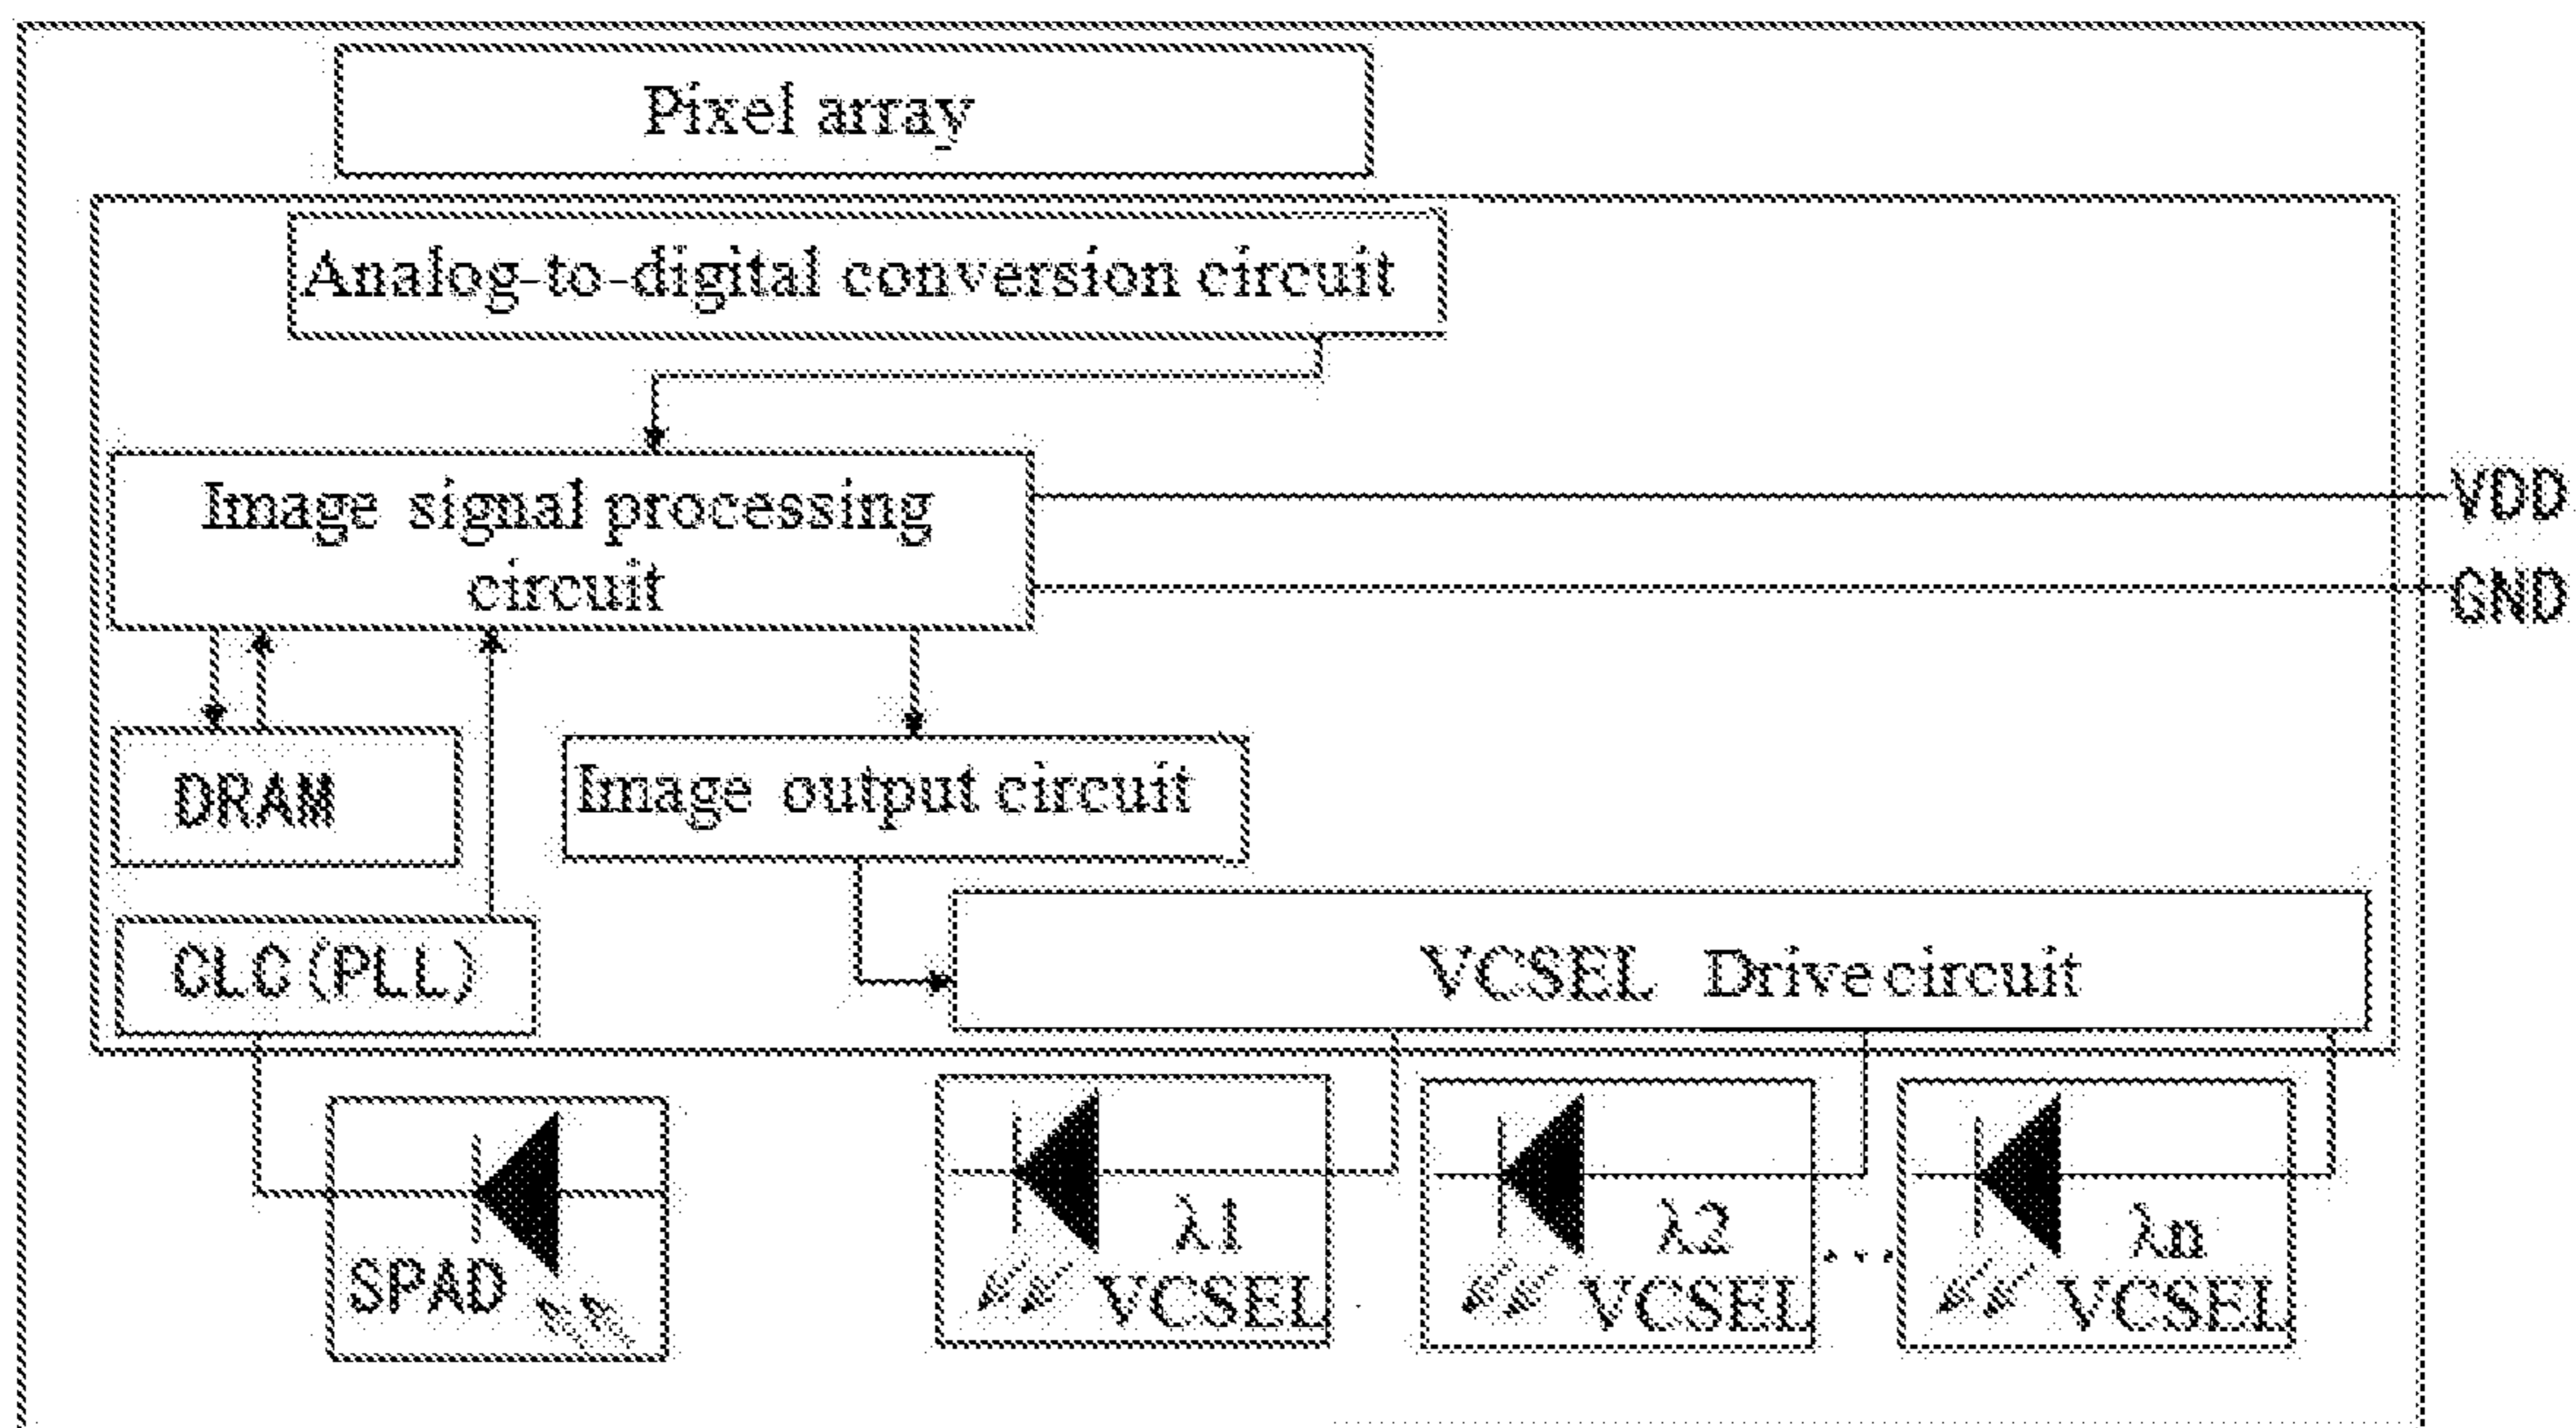 Pixel array
Analog-to-digital conversion circuit
Image signal processing
circuit
VDD
GND
DRAM
Image output circuit
CLC (PLL)
VCSEL Drive circuit
SPAD
λ1
VCSEL
λ2
VCSEL
...
λn
VCSEL